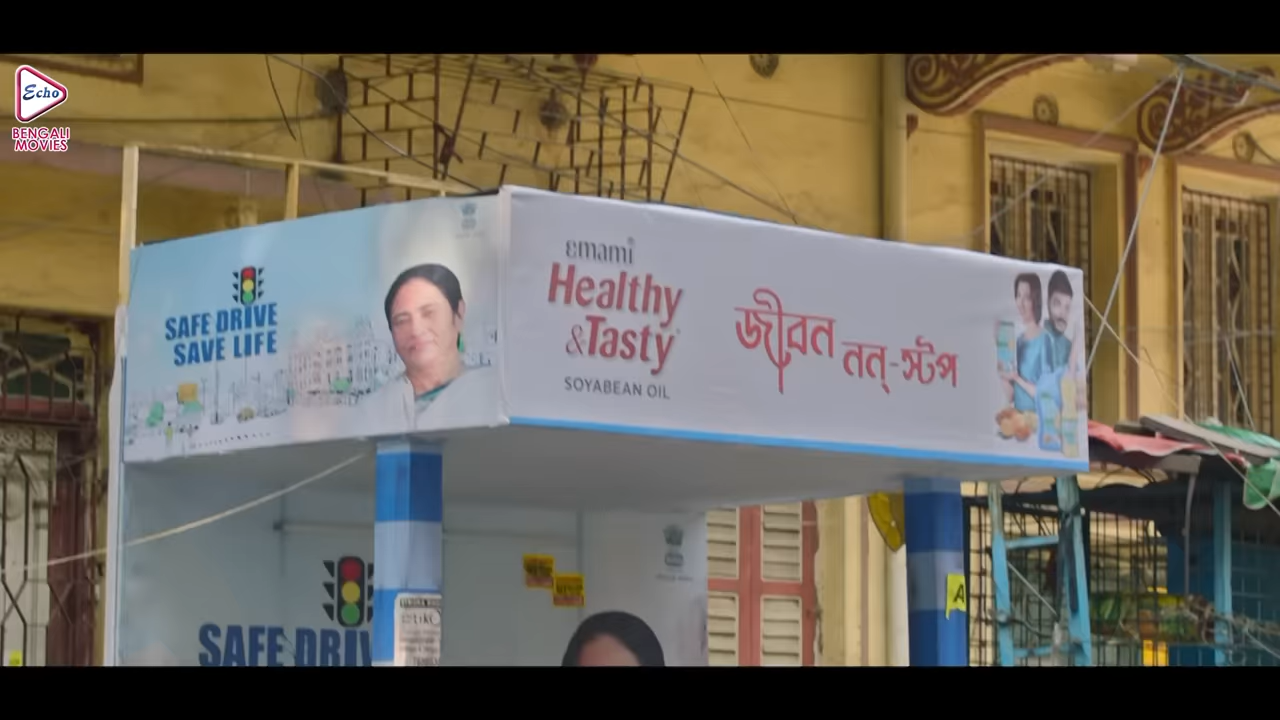 Echo
BENGALI
MOVIES
SAFE DRIVE
SAVE LIFE
emami
Healthy
&Tasty
SOYABEAN OIL
জীবন নন্-স্টপ
SAFE DRIV
A